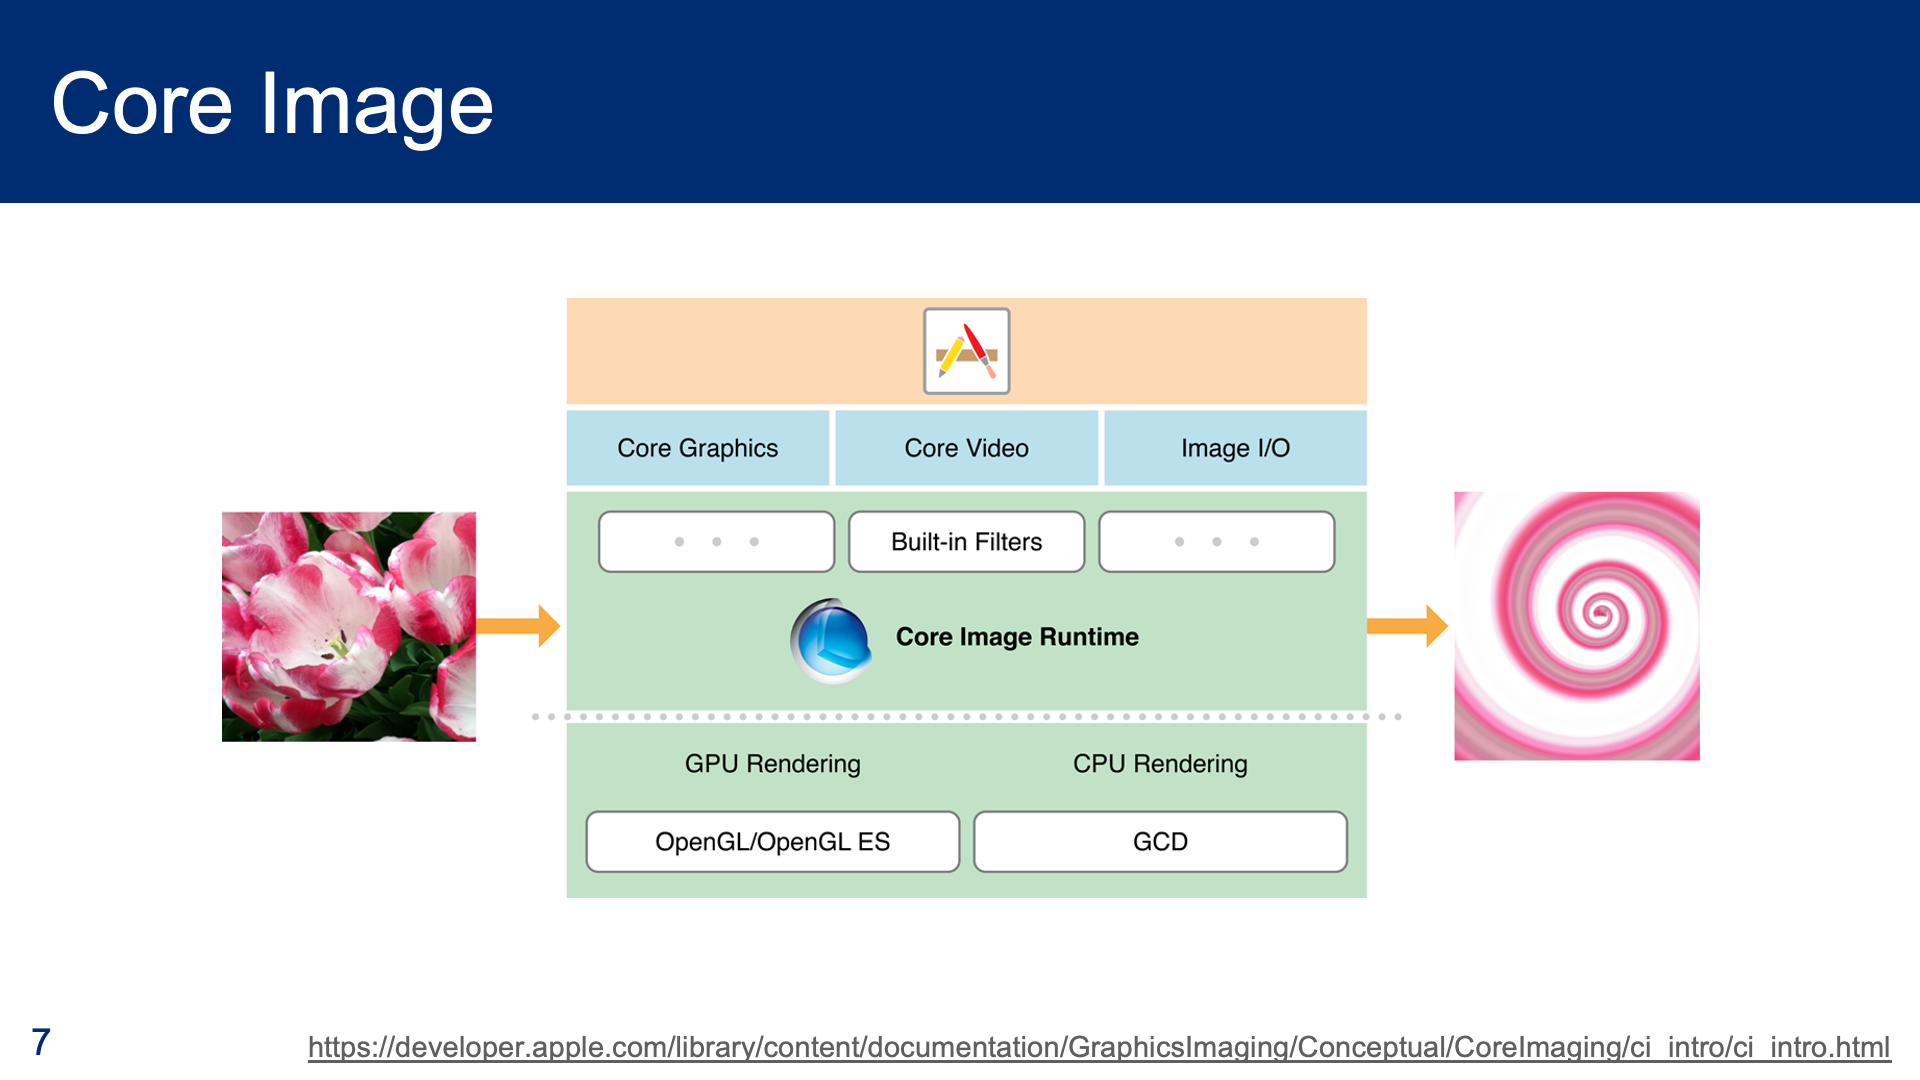 Core Image
Core Graphics
Core Video
Image I/O
Built-in Filters
Core Image Runtime
GPU Rendering
CPU Rendering
OpenGL/OpenGL ES
GCD
7
https://developer.apple.com/library/content/documentation/GraphicsImaging/Conceptual/CoreImaging/ci_intro/ci_intro.html